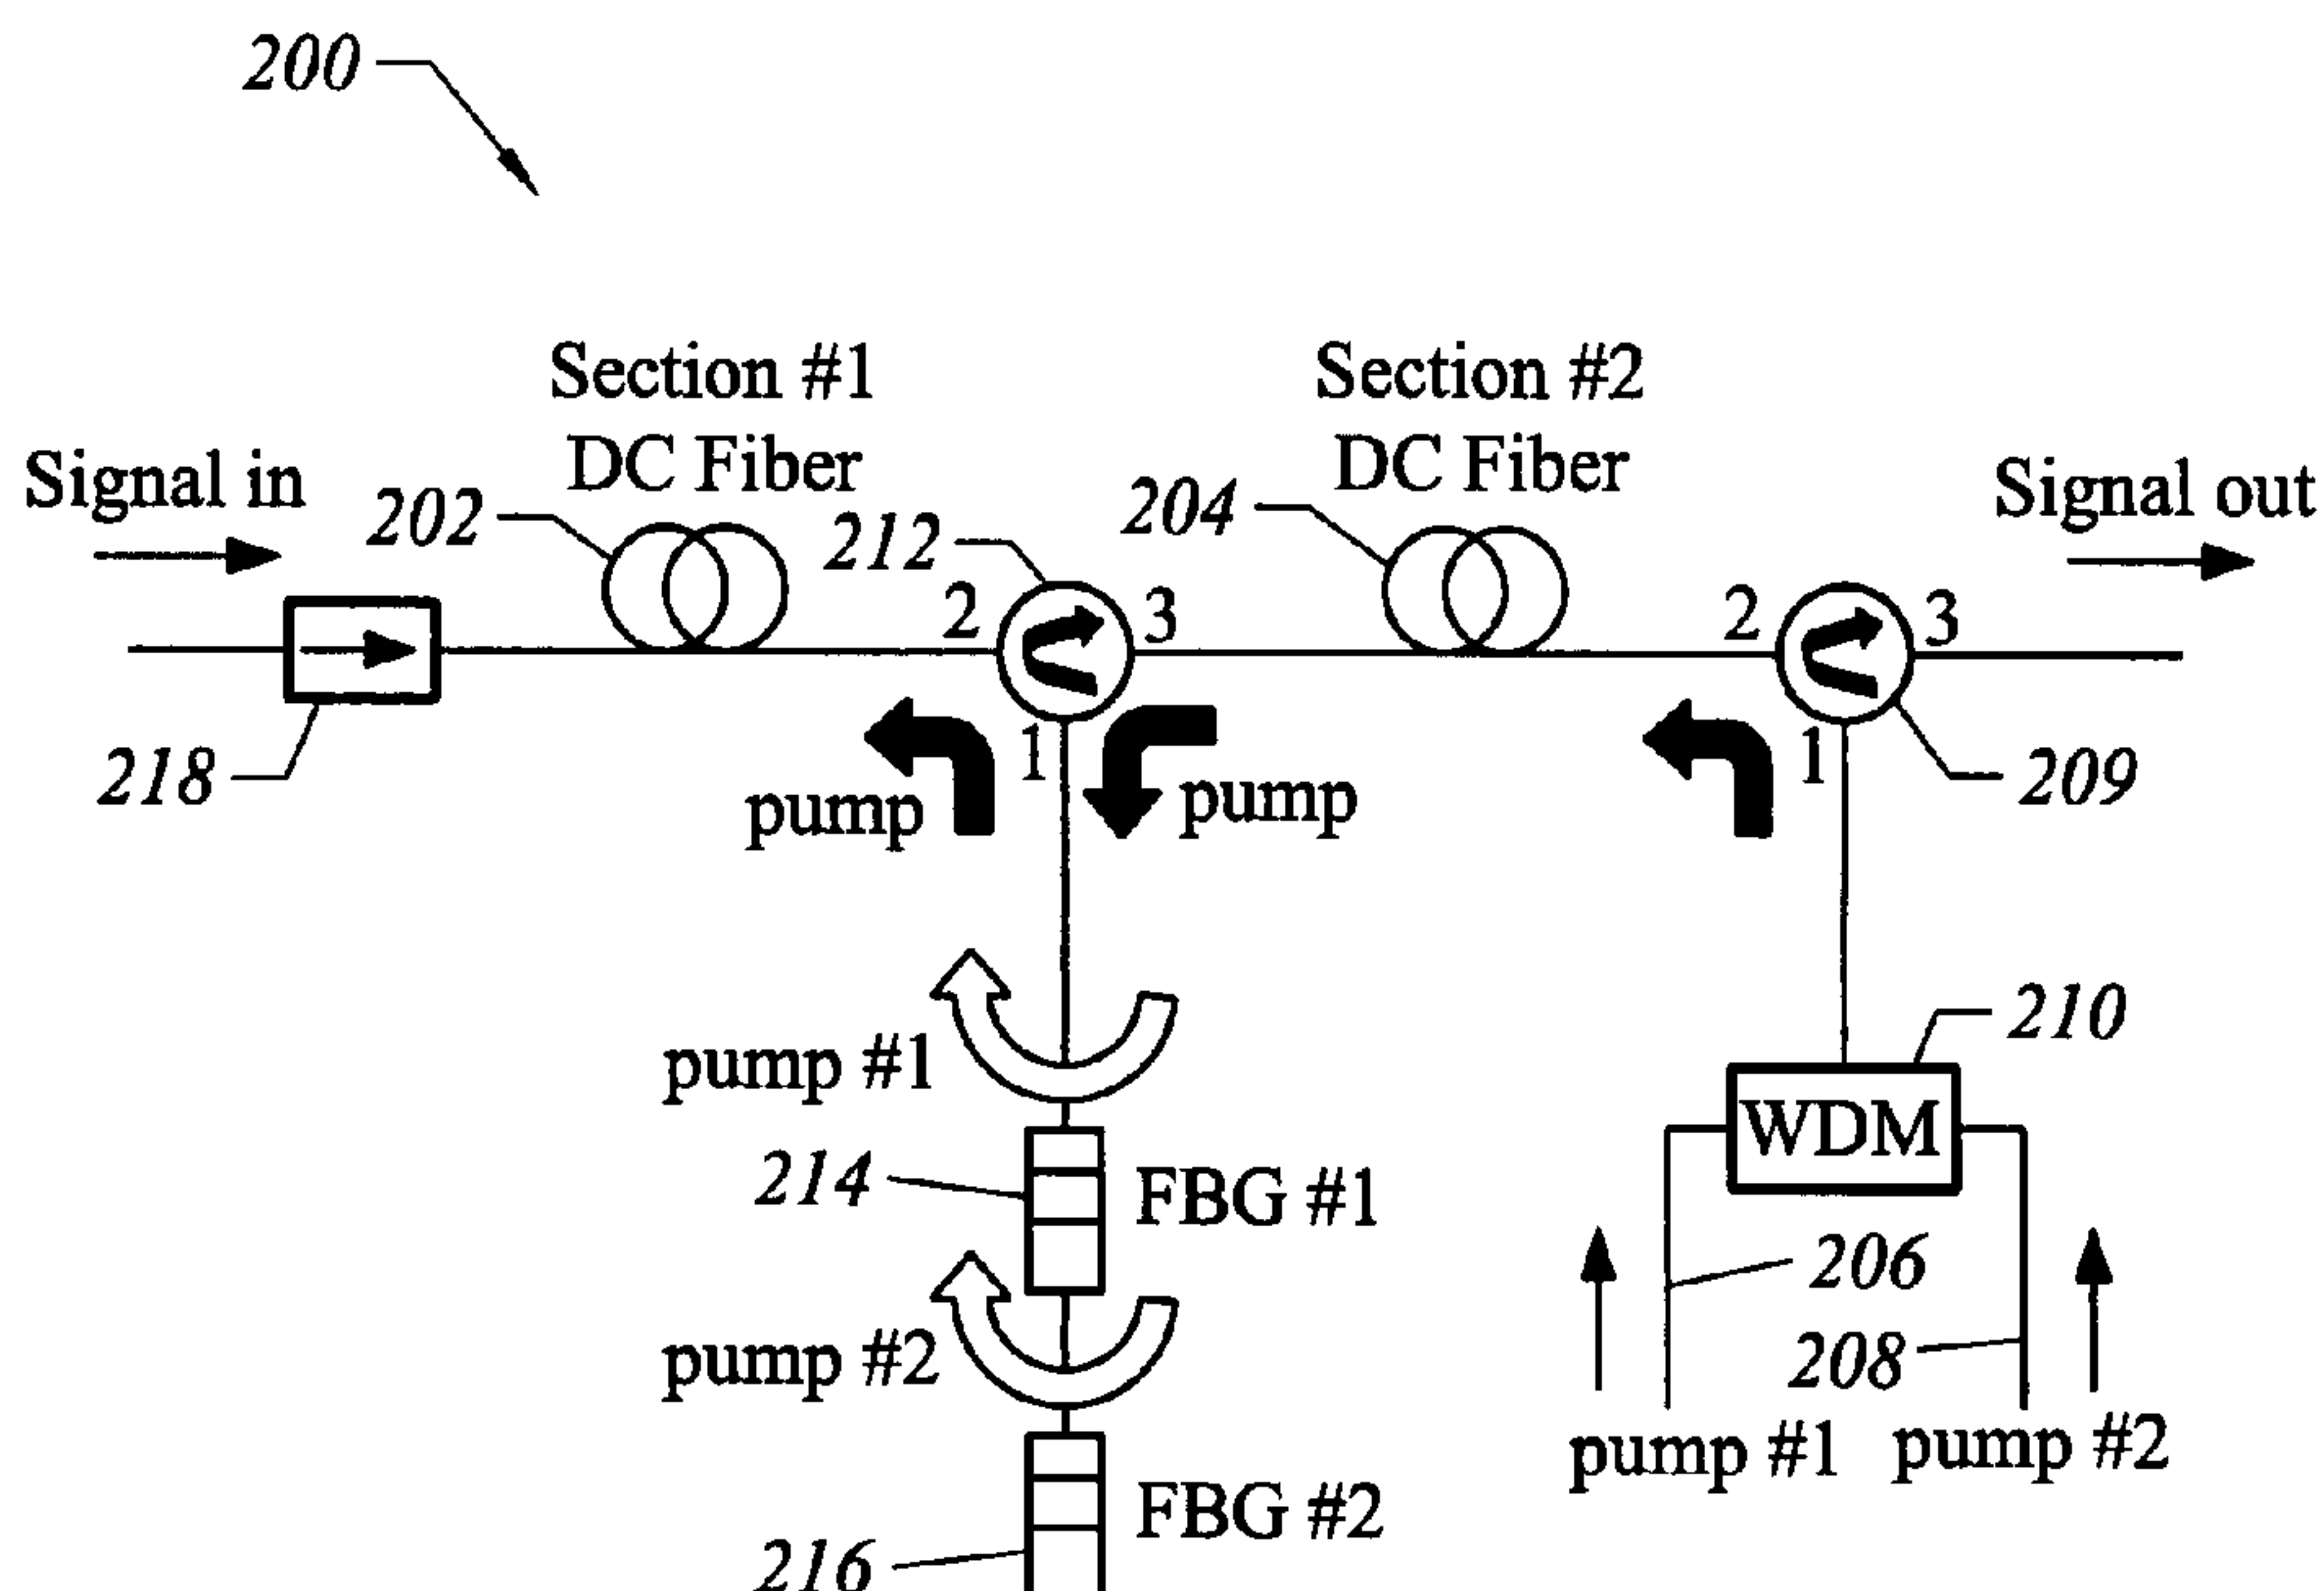 200
Section #1
DC Fiber
Section #2
DC Fiber
Signal in
Signal out
202
212
204
2
3
2
3
218
1
pump
pump
1
209
210
pump #1
WDM
214
FBG #1
206
pump #2
208
pump #1
pump #2
FBG #2
216